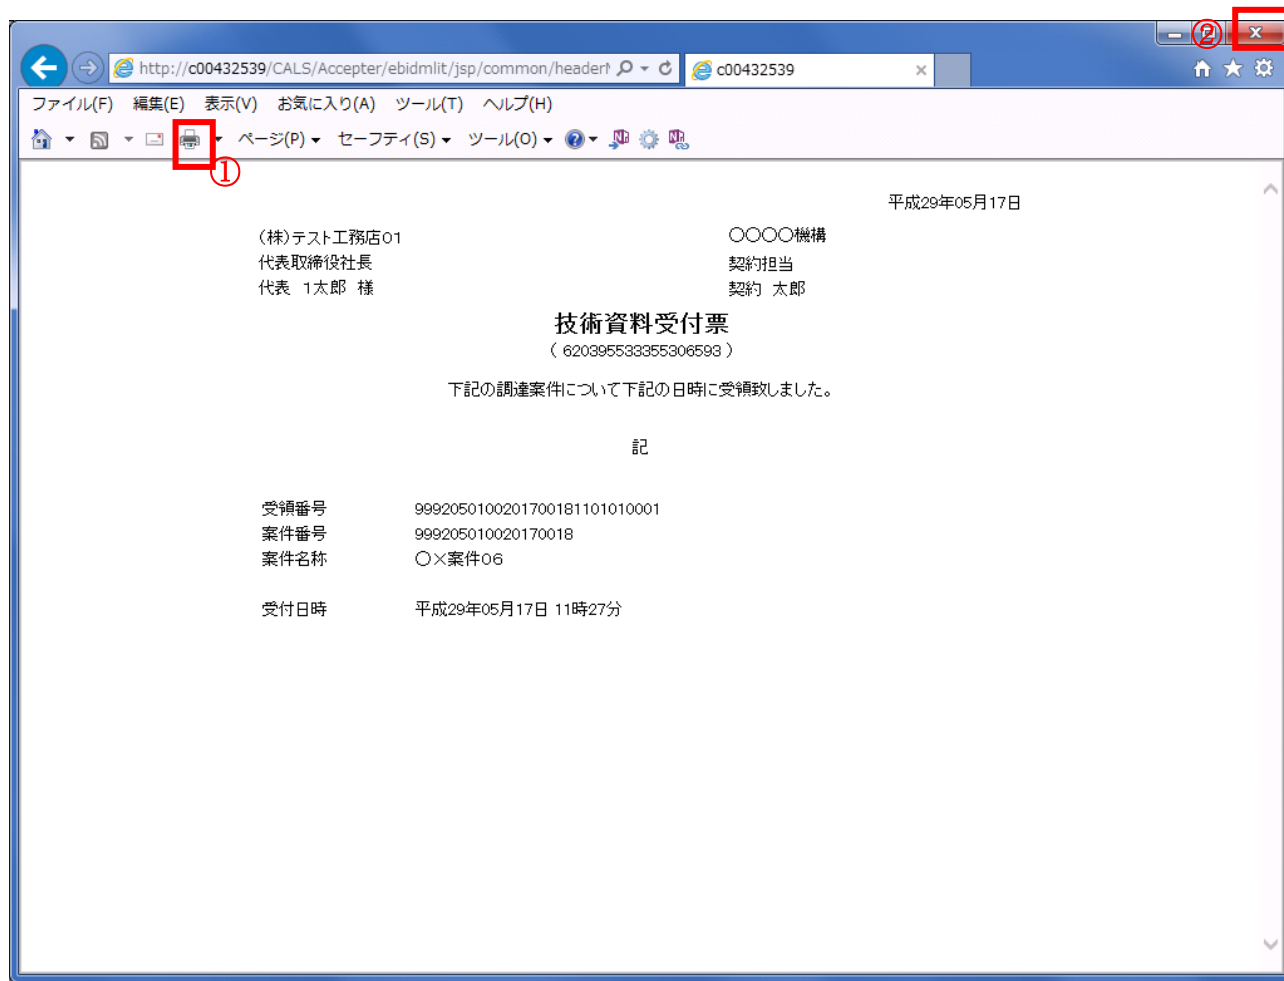 ②
http://c00432539/CALS/Accepter/ebidmlit/jsp/common/header
c00432539
ファイル(F) 編集(E) 表示(V) お気に入り(A) ツール(T) ヘルプ(H)
ページ(P) セーフティ(S) ツール(O)
①
平成29年05月17日
(株)テスト工務店01
〇〇〇〇機構
代表取締役社長
契約担当
代表 1太郎 様
契約 太郎
技術資料受付票
( 620395533355306593 )
下記の調達案件について下記の日時に受領致しました。
記
受領番号 9992050100201700181101010001
案件番号 999205010020170018
案件名称 〇×案件06
受付日時 平成29年05月17日 11時27分